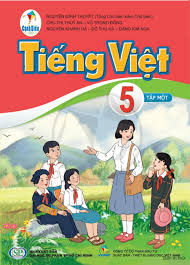 Cánh Diều
NGUYỄN MINH THUYẾT (Tổng Chủ biên kiêm Chủ biên)
CHU THỊ THỦY AN - VŨ TRỌNG ĐÔNG
NGUYỄN KHÁNH HÀ - ĐỖ THU HÀ - ĐẶNG KIM NGA
Tiếng Việt
5
TẬP MỘT